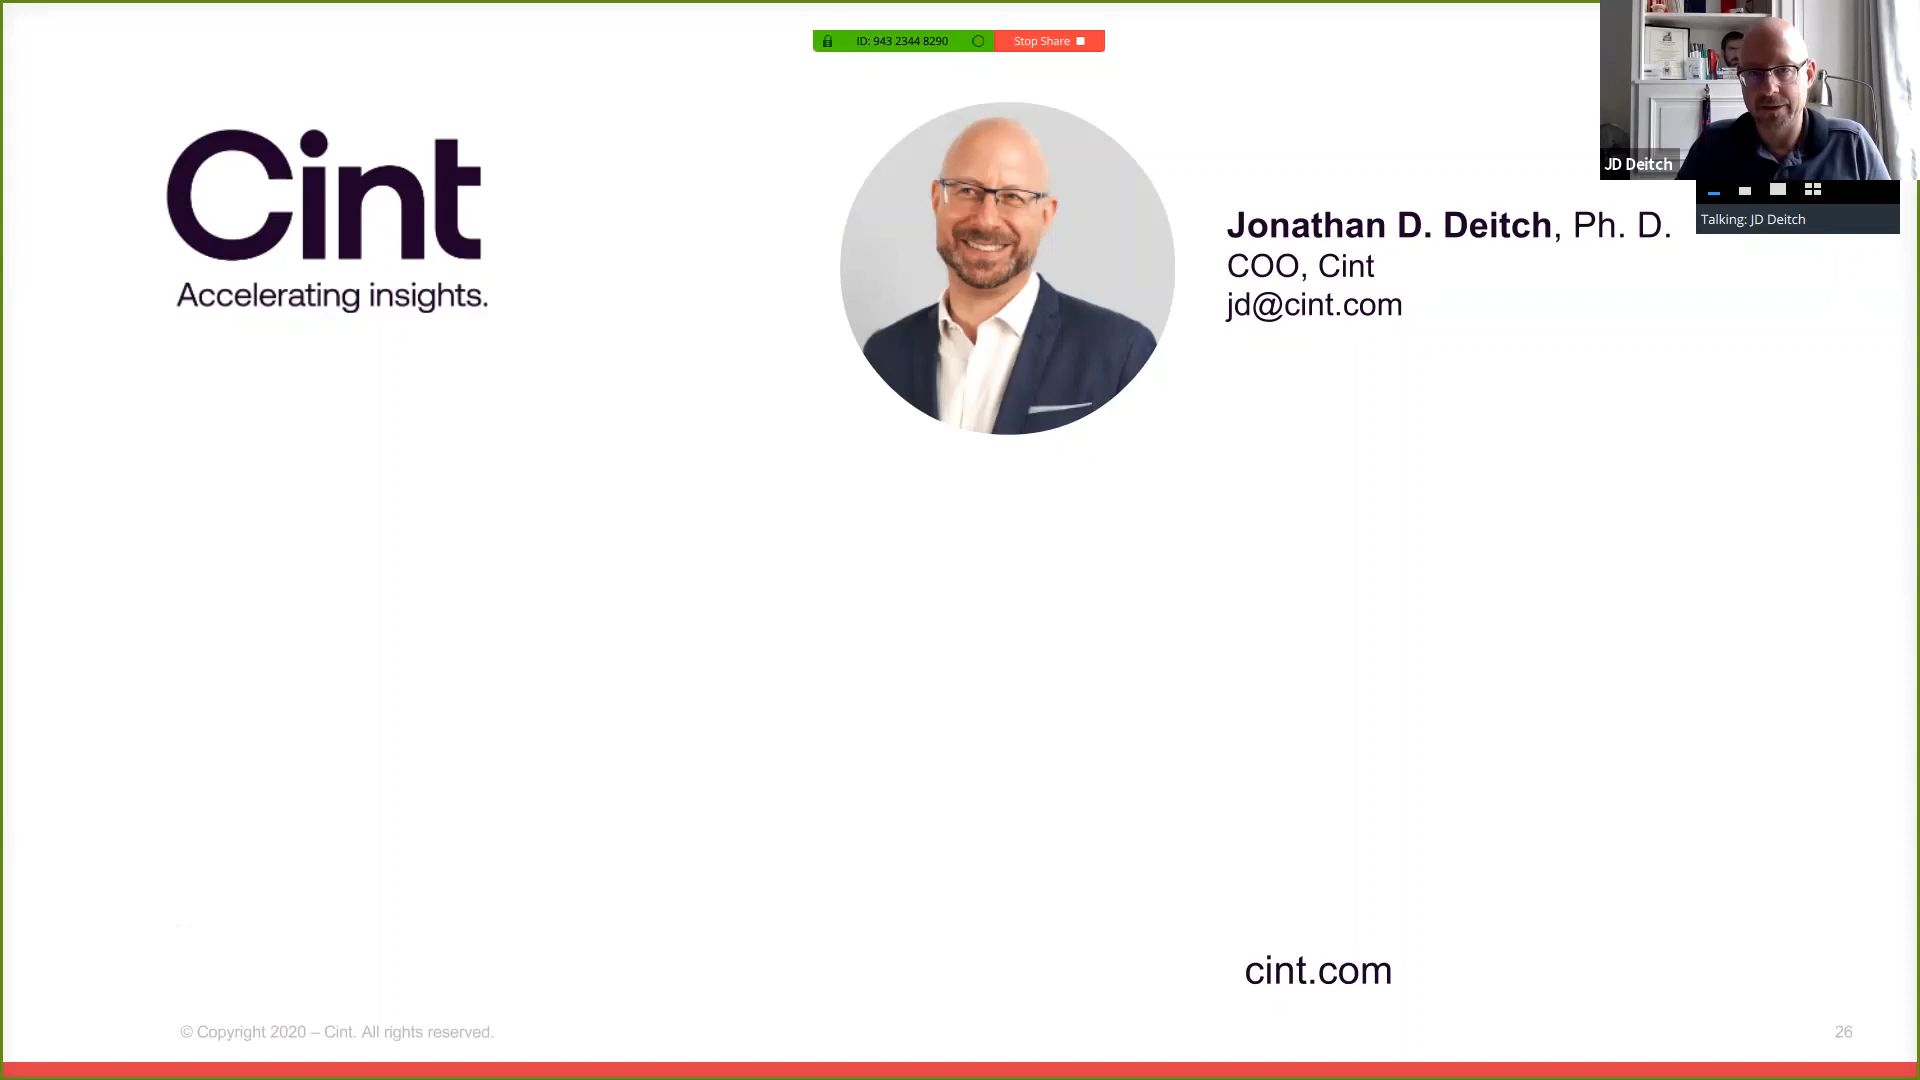 ID: 943 2344 8290
Stop Share
JD Deitch
Talking: JD Deitch
Cint
Accelerating insights.
Jonathan D. Deitch, Ph. D.
COO, Cint
jd@cint.com
cint.com
© Copyright 2020 – Cint. All rights reserved.
26